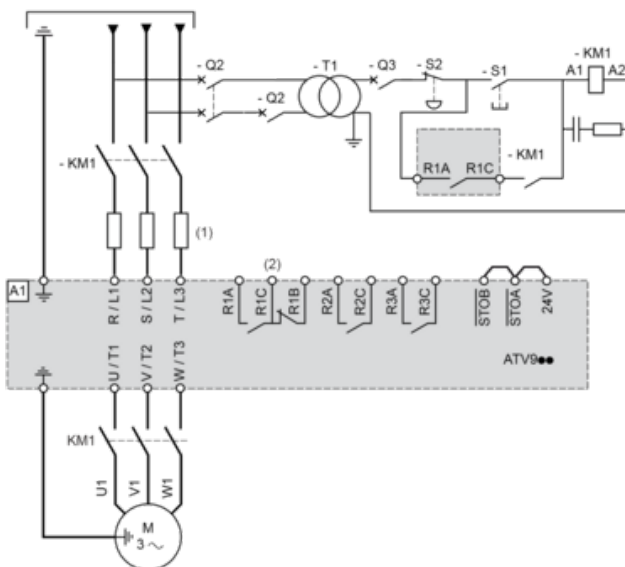 - Q2
- T1
- Q3
- S2
- S1
- KM1
A1 A2
- Q2
- KM1
R1A R1C
- KM1
(1)
(2)
A1
R / L1
S / L2
T / L3
R1A
R1C
R1B
R2A
R2C
R3A
R3C
STOB
STOA
24V
U / T1
V / T2
W / T3
ATV9●●
KM1
U1
V1
W1
M
3 ~